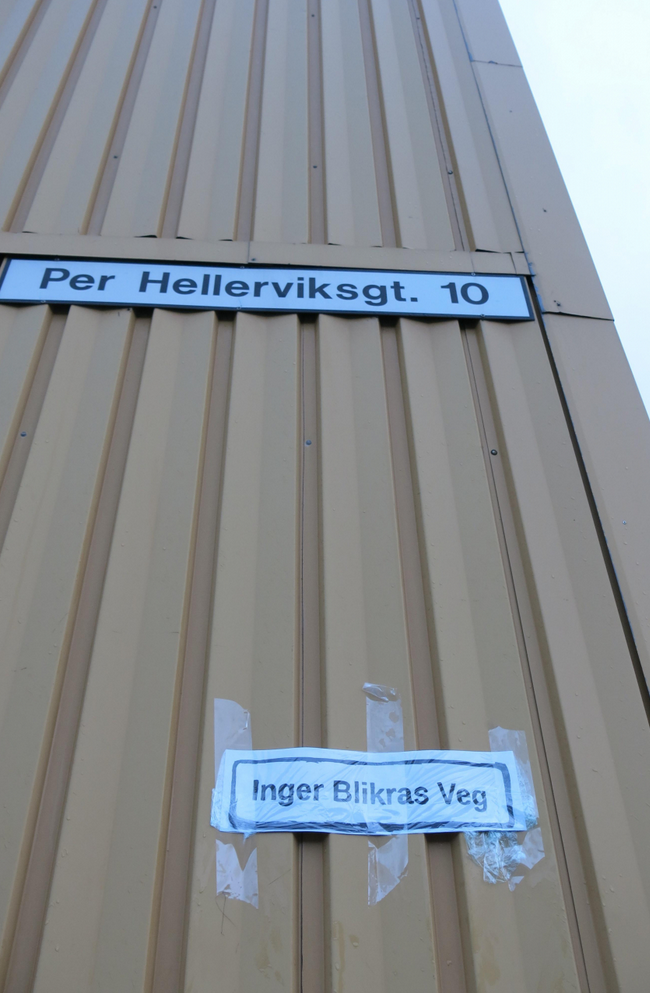 Per Hellerviksgt. 10
Inger Blikras Veg